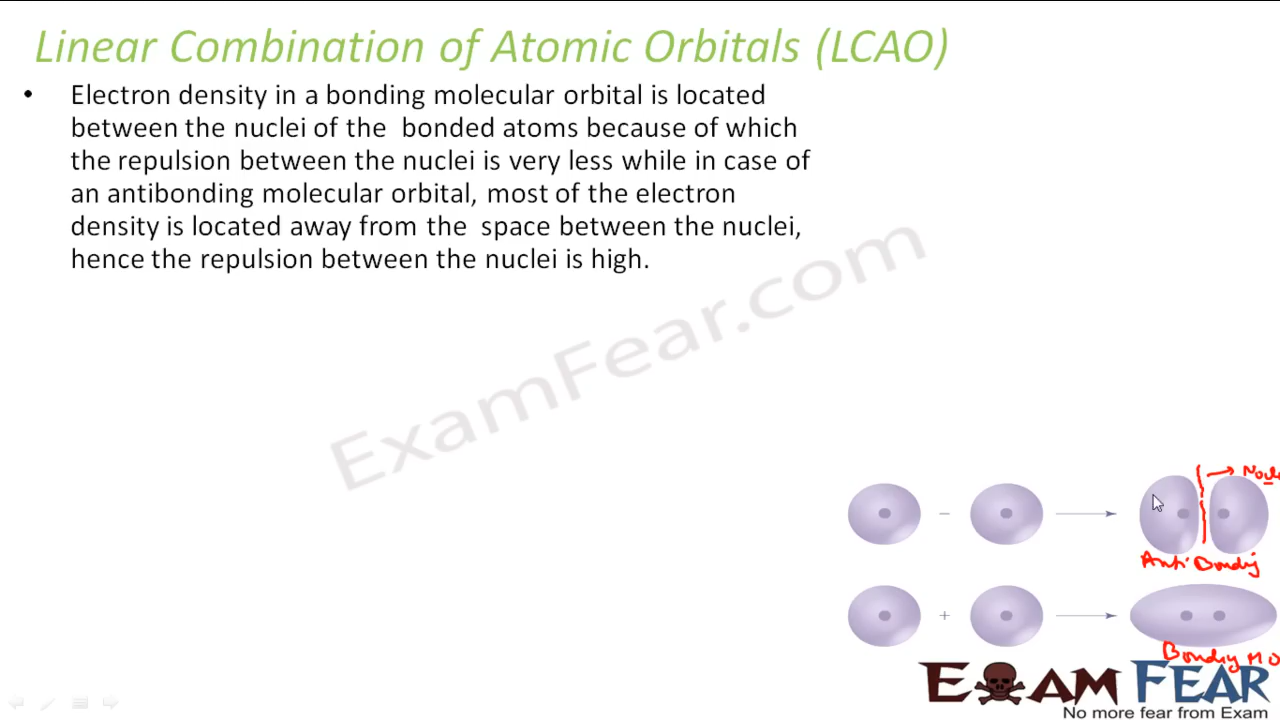 Linear Combination of Atomic Orbitals (LCAO)
• Electron density in a bonding molecular orbital is located
between the nuclei of the bonded atoms because of which
the repulsion between the nuclei is very less while in case of
an antibonding molecular orbital, most of the electron
density is located away from the space between the nuclei,
hence the repulsion between the nuclei is high.
ExamFear.com
−
+
Anti Bonding
Bonding MO
EXAM FEAR
No more fear from Exam